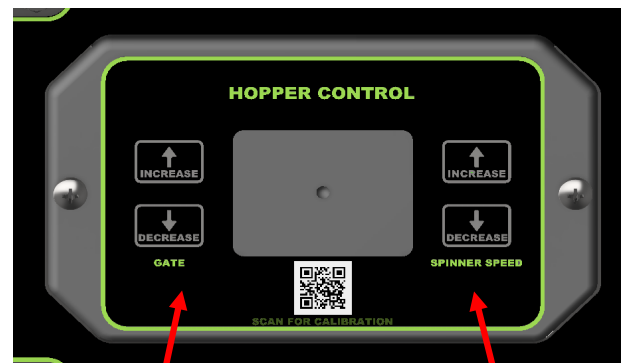 HOPPER CONTROL
INCREASE
INCREASE
DECREASE
DECREASE
GATE
SPINNER SPEED
SCAN FOR CALIBRATION